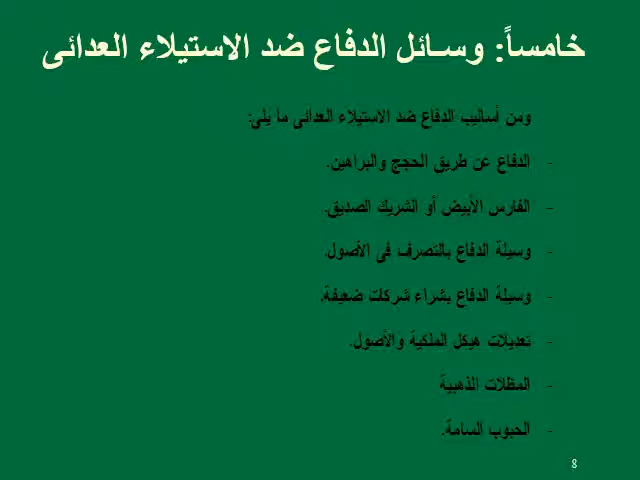 خامساً: وسائل الدفاع ضد الاستيلاء العدائى
ومن أساليب الدفاع ضد الاستيلاء العدائى ما يلى:
- الدفاع عن طريق الحجج والبراهين.
- الفارس الأبيض أو الشريك الصديق.
- وسيلة الدفاع بالتصرف فى الأصول.
- وسيلة الدفاع بشراء شركات ضعيفة.
- تعديلات هيكل الملكية والأصول.
- المظلات الذهبية
- الحبوب السامة.
8